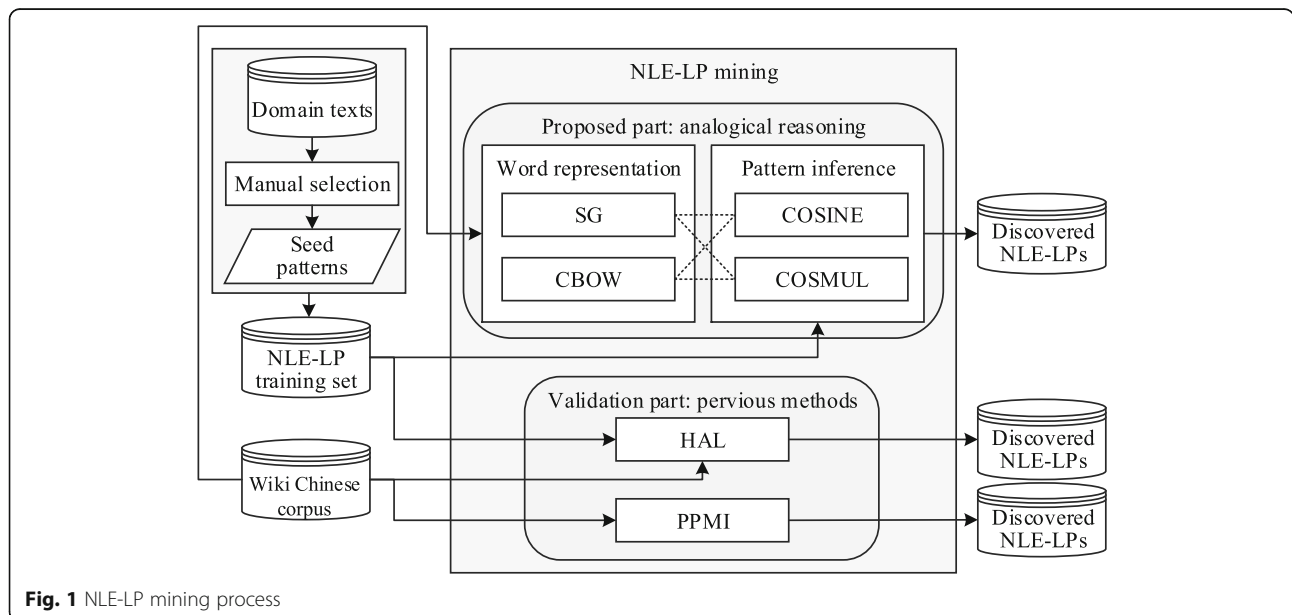 Domain texts
Manual selection
Seed
patterns
NLE-LP
training set
Wiki Chinese
corpus
NLE-LP mining
Proposed part: analogical reasoning
Word representation
SG
CBOW
Pattern inference
COSINE
COSMUL
Validation part: pervious methods
HAL
PPMI
Discovered
NLE-LPs
Discovered
NLE-LPs
Discovered
NLE-LPs
Fig. 1 NLE-LP mining process